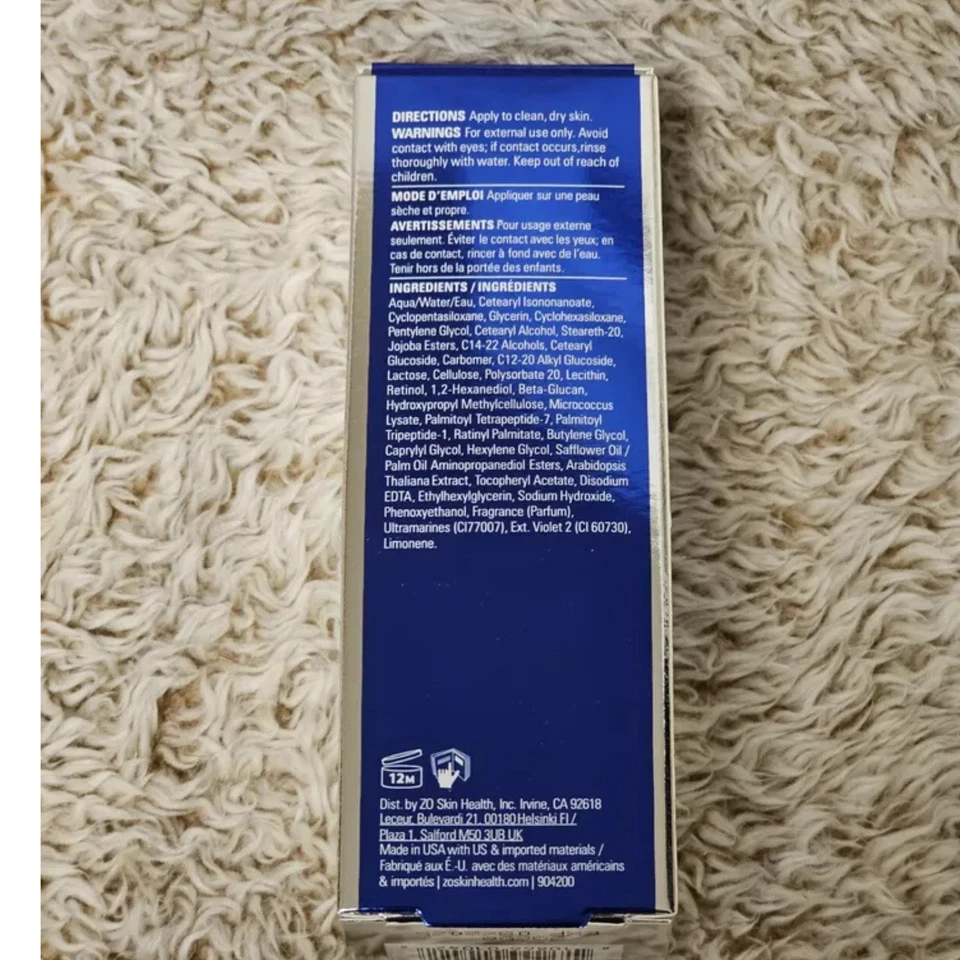 DIRECTIONS Apply to clean, dry skin.
WARNINGS For external use only. Avoid
contact with eyes; if contact occurs,rinse
thoroughly with water. Keep out of reach of
children.
MODE D'EMPLOI Appliquer sur une peau
sèche et propre.
AVERTISSEMENTS Pour usage externe
seulement. Éviter le contact avec les yeux; en
cas de contact, rincer à fond avec de l'eau.
Tenir hors de la portée des enfants.
INGREDIENTS / INGRÉDIENTS
Aqua/Water/Eau, Cetearyl Isononanoate,
Cyclopentasiloxane, Glycerin, Cyclohexasiloxane,
Pentylene Glycol, Cetearyl Alcohol, Steareth-20,
Jojoba Esters, C14-22 Alcohols, Cetearyl
Glucoside, Carbomer, C12-20 Alkyl Glucoside,
Lactose, Cellulose, Polysorbate 20, Lecithin,
Retinol, 1,2-Hexanediol, Beta-Glucan,
Hydroxypropyl Methylcellulose, Micrococcus
Lysate, Palmitoyl Tetrapeptide-7, Palmitoyl
Tripeptide-1, Ratinyl Palmitate, Butylene Glycol,
Caprylyl Glycol, Hexylene Glycol, Safflower Oil /
Palm Oil Aminopropanediol Esters, Arabidopsis
Thaliana Extract, Tocopheryl Acetate, Disodium
EDTA, Ethylhexylglycerin, Sodium Hydroxide,
Phenoxyethanol, Fragrance (Parfum),
Ultramarines (CI77007), Ext. Violet 2 (CI 60730),
Limonene.
12M
Dist. by ZO Skin Health, Inc. Irvine, CA 92618
Leceur, Bulevardi 21, 00180 Helsinki FI /
Plaza 1, Salford M50 3UB UK
Made in USA with US & imported materials /
Fabriqué aux É.-U. avec des matériaux américains
& importés | zoskinhealth.com | 904200